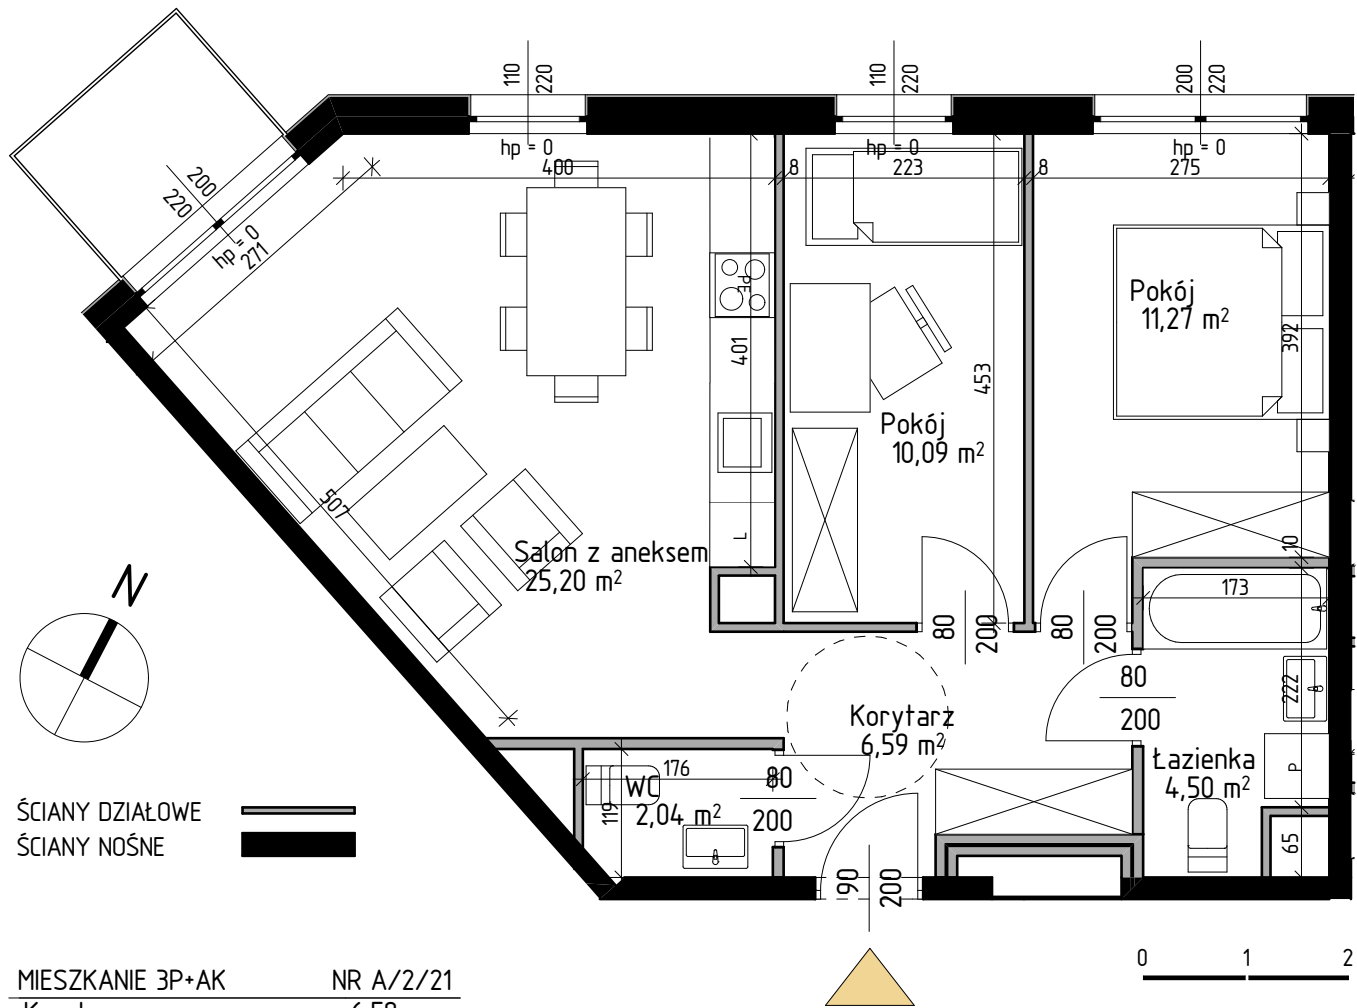 110
220
110
220
200
220
hp = 0
hp = 0
hp = 0
400
8
223
8
275
200
220
hp = 0
271
PE
401
453
392
Pokój
11,27 m²
Pokój
10,09 m²
507
L
Salon z aneksem
25,20 m²
10
173
N
80
200
80
200
80
200
222
Korytarz
6,59 m²
Łazienka
4,50 m²
P
176
WC
2,04 m²
119
80
200
65
90
200
ŚCIANY DZIAŁOWE
ŚCIANY NOŚNE
0 1 2
MIESZKANIE 3P+AK NR A/2/21